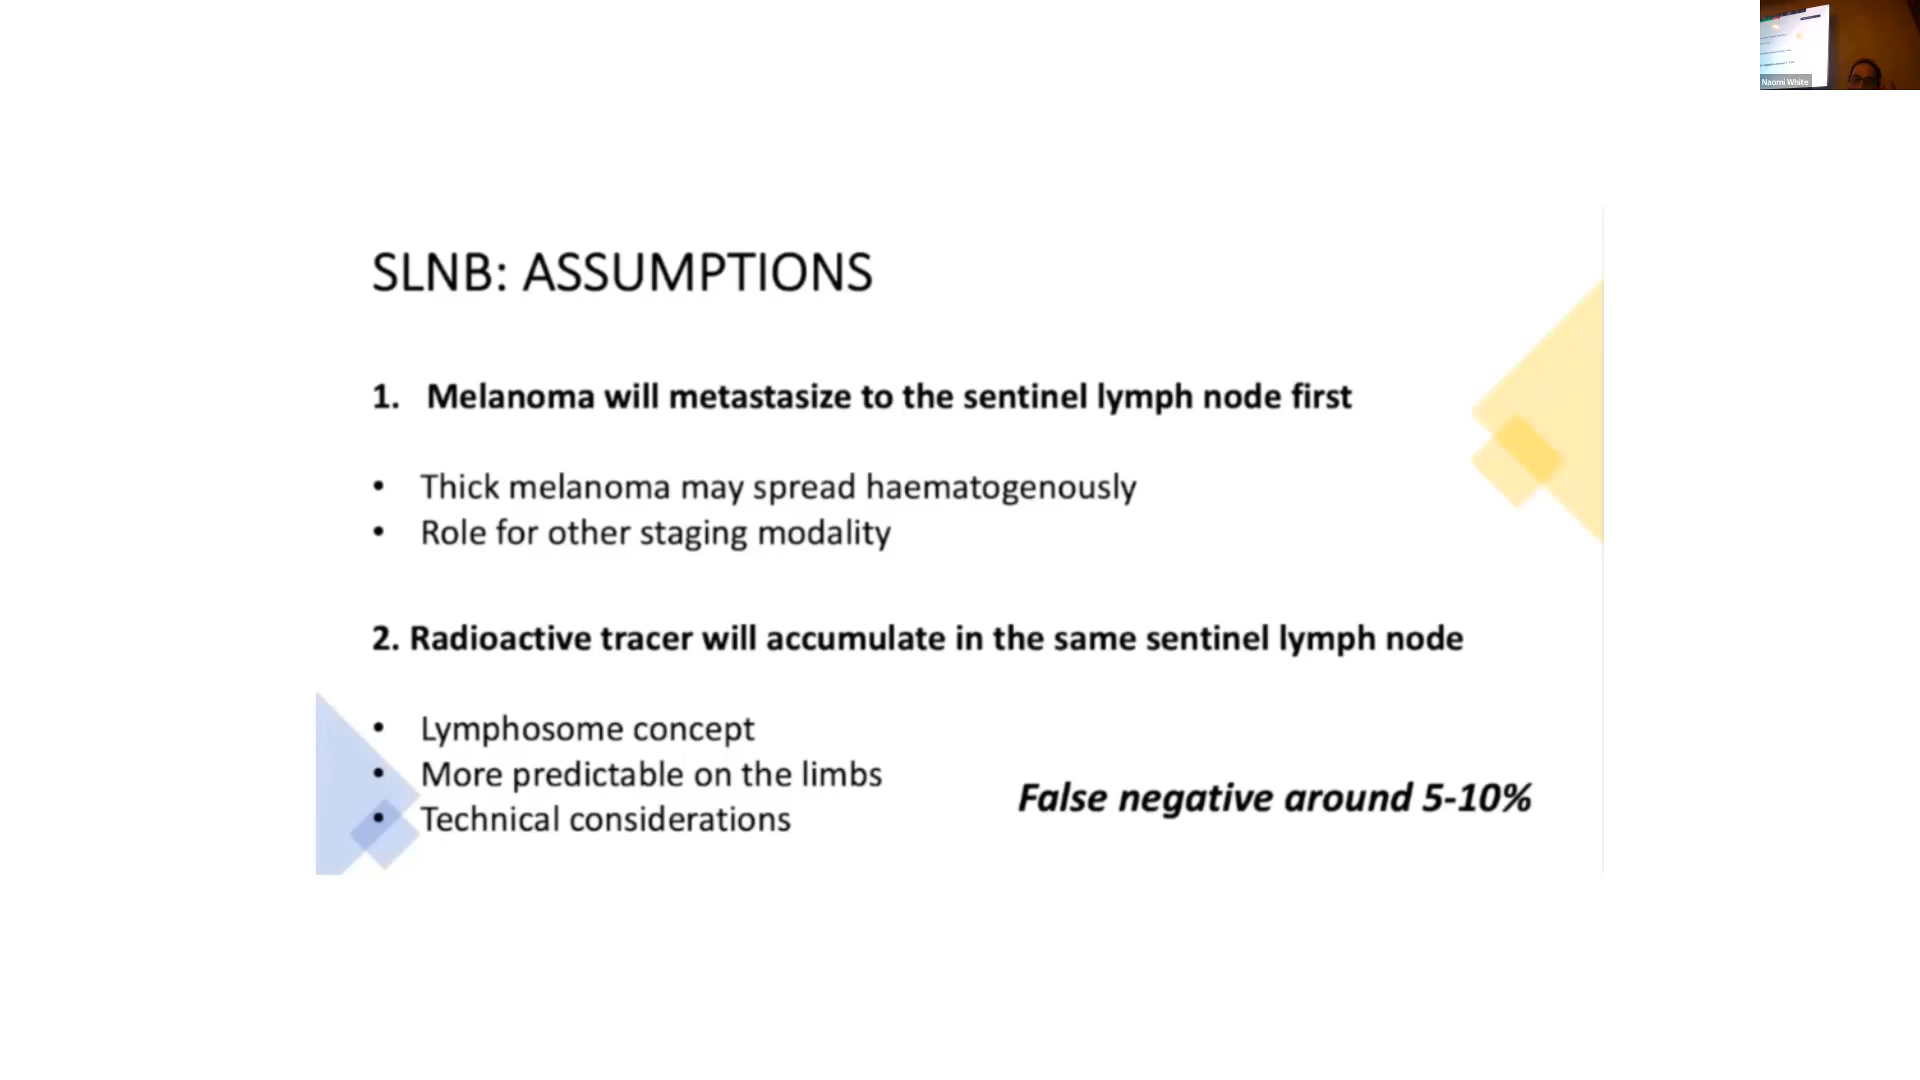 Naomi White
SLNB: ASSUMPTIONS
1. Melanoma will metastasize to the sentinel lymph node first
• Thick melanoma may spread haematogenously
• Role for other staging modality
2. Radioactive tracer will accumulate in the same sentinel lymph node
• Lymphosome concept
• More predictable on the limbs
• Technical considerations
False negative around 5-10%